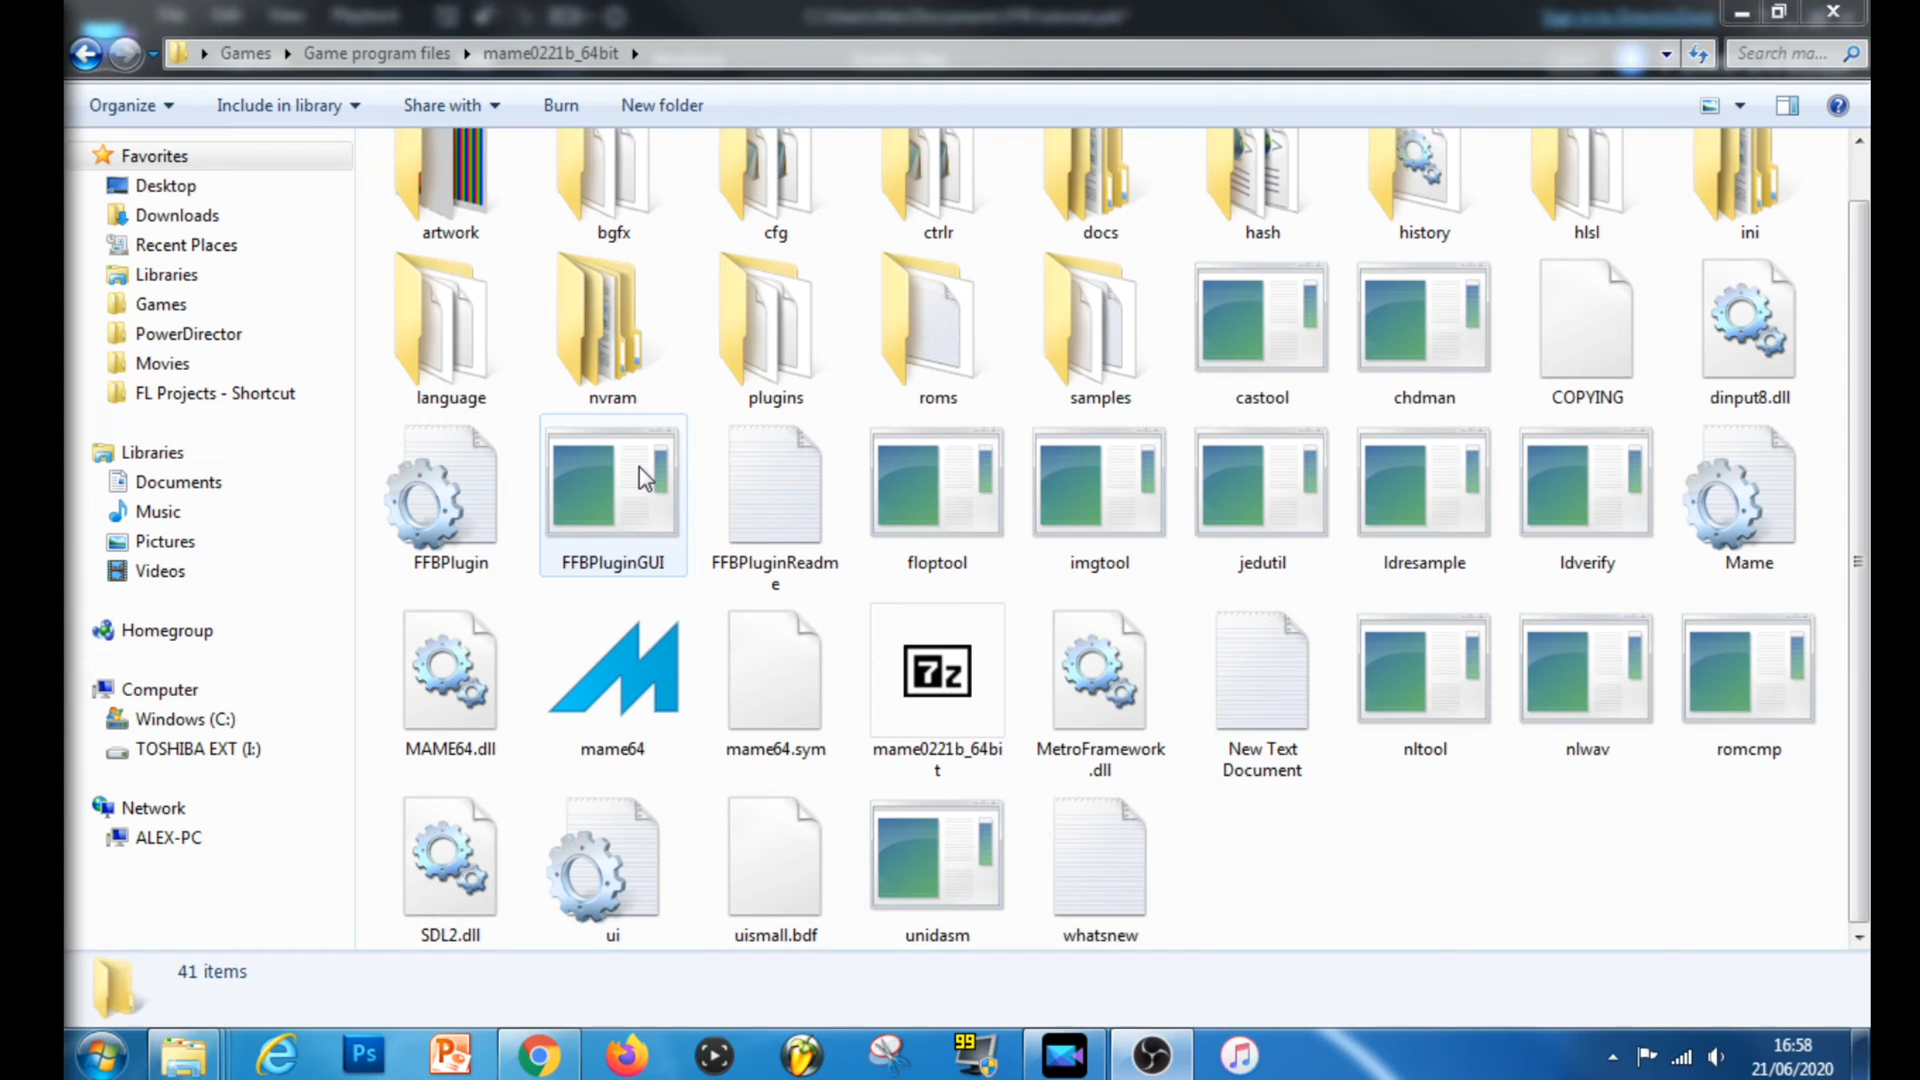 Games
Game program files
mame0221b_64bit
Search ma...
Organize
Include in library
Share with
Burn
New folder
Favorites
Desktop
Downloads
Recent Places
Libraries
Games
PowerDirector
Movies
FL Projects - Shortcut
Libraries
Documents
Music
Pictures
Videos
Homegroup
Computer
Windows (C:)
TOSHIBA EXT (I:)
Network
ALEX-PC
artwork
bgfx
cfg
ctrlr
docs
hash
history
hlsl
ini
language
nvram
plugins
roms
samples
castool
chdman
COPYING
dinput8.dll
FFBPlugin
FFBPluginGUI
FFBPluginReadm
e
floptool
imgtool
jedutil
ldresample
ldverify
Mame
MAME64.dll
mame64
mame64.sym
7z
mame0221b_64bi
t
MetroFramework
.dll
New Text
Document
nltool
nlwav
romcmp
SDL2.dll
ui
uismall.bdf
unidasm
whatsnew
41 items
Ps
99
16:58
21/06/2020